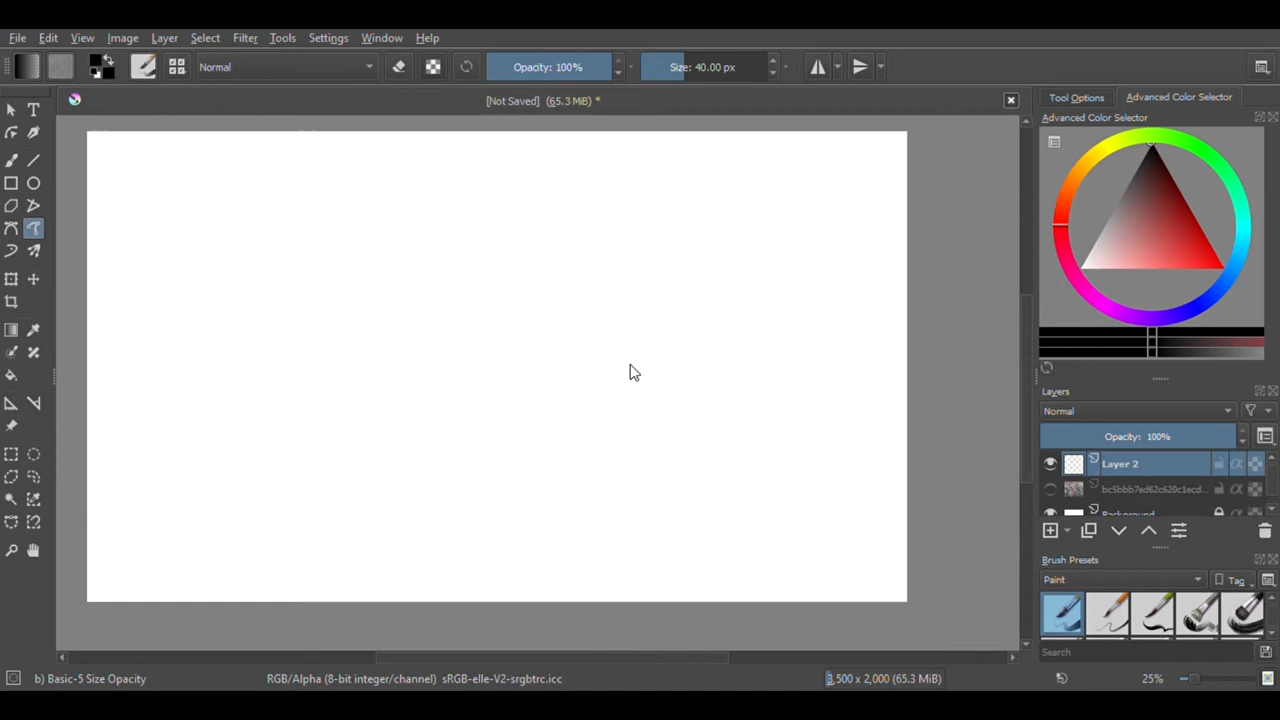 File Edit View Image Layer Select Filter Tools Settings Window Help
Normal Opacity: 100% Size: 40.00 px
[Not Saved] (65.3 MiB) * Tool Options Advanced Color Selector
Advanced Color Selector
Layers
Normal
Opacity: 100%
Layer 2
bc5bbb7ed62c620c1ecd...
Background
Brush Presets
Paint Tag
Search
b) Basic-5 Size Opacity RGB/Alpha (8-bit integer/channel) sRGB-elle-V2-srgbtrc.icc 3,500 x 2,000 (65.3 MiB) 25%